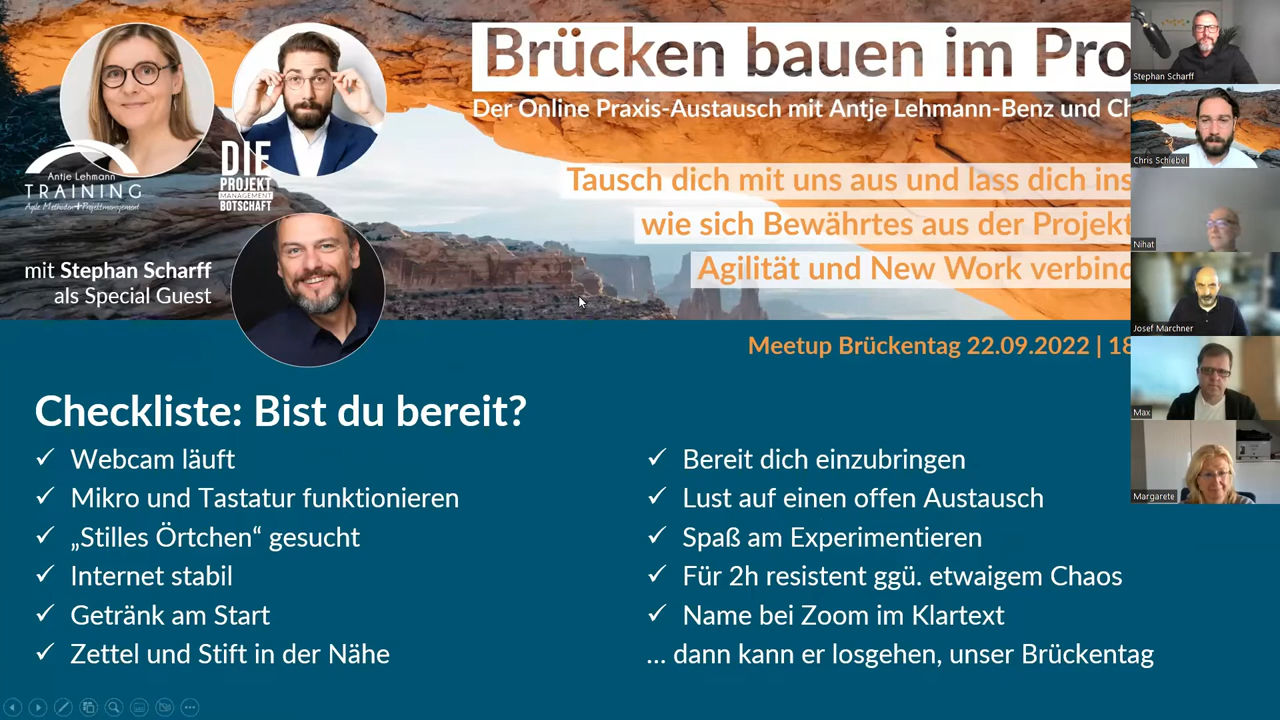 Brücken bauen im Pro
Der Online Praxis-Austausch mit Antje Lehmann-Benz und Ch
Antje Lehmann
TRAINING
Agile Methoden+Projektmanagement
DIE
PROJEKT
MANAGEMENT
BOTSCHAFT
Tausch dich mit uns aus und lass dich ins
wie sich Bewährtes aus der Projekt
Agilität und New Work verbind
mit Stephan Scharff
als Special Guest
Meetup Brückentag 22.09.2022 | 18
Checkliste: Bist du bereit?
✓ Webcam läuft
✓ Mikro und Tastatur funktionieren
✓ „Stilles Örtchen“ gesucht
✓ Internet stabil
✓ Getränk am Start
✓ Zettel und Stift in der Nähe
✓ Bereit dich einzubringen
✓ Lust auf einen offen Austausch
✓ Spaß am Experimentieren
✓ Für 2h resistent ggü. etwaigem Chaos
✓ Name bei Zoom im Klartext
... dann kann er losgehen, unser Brückentag
Stephan Scharff
Chris Schiebel
Nihat
Josef Marchner
Max
Margarete